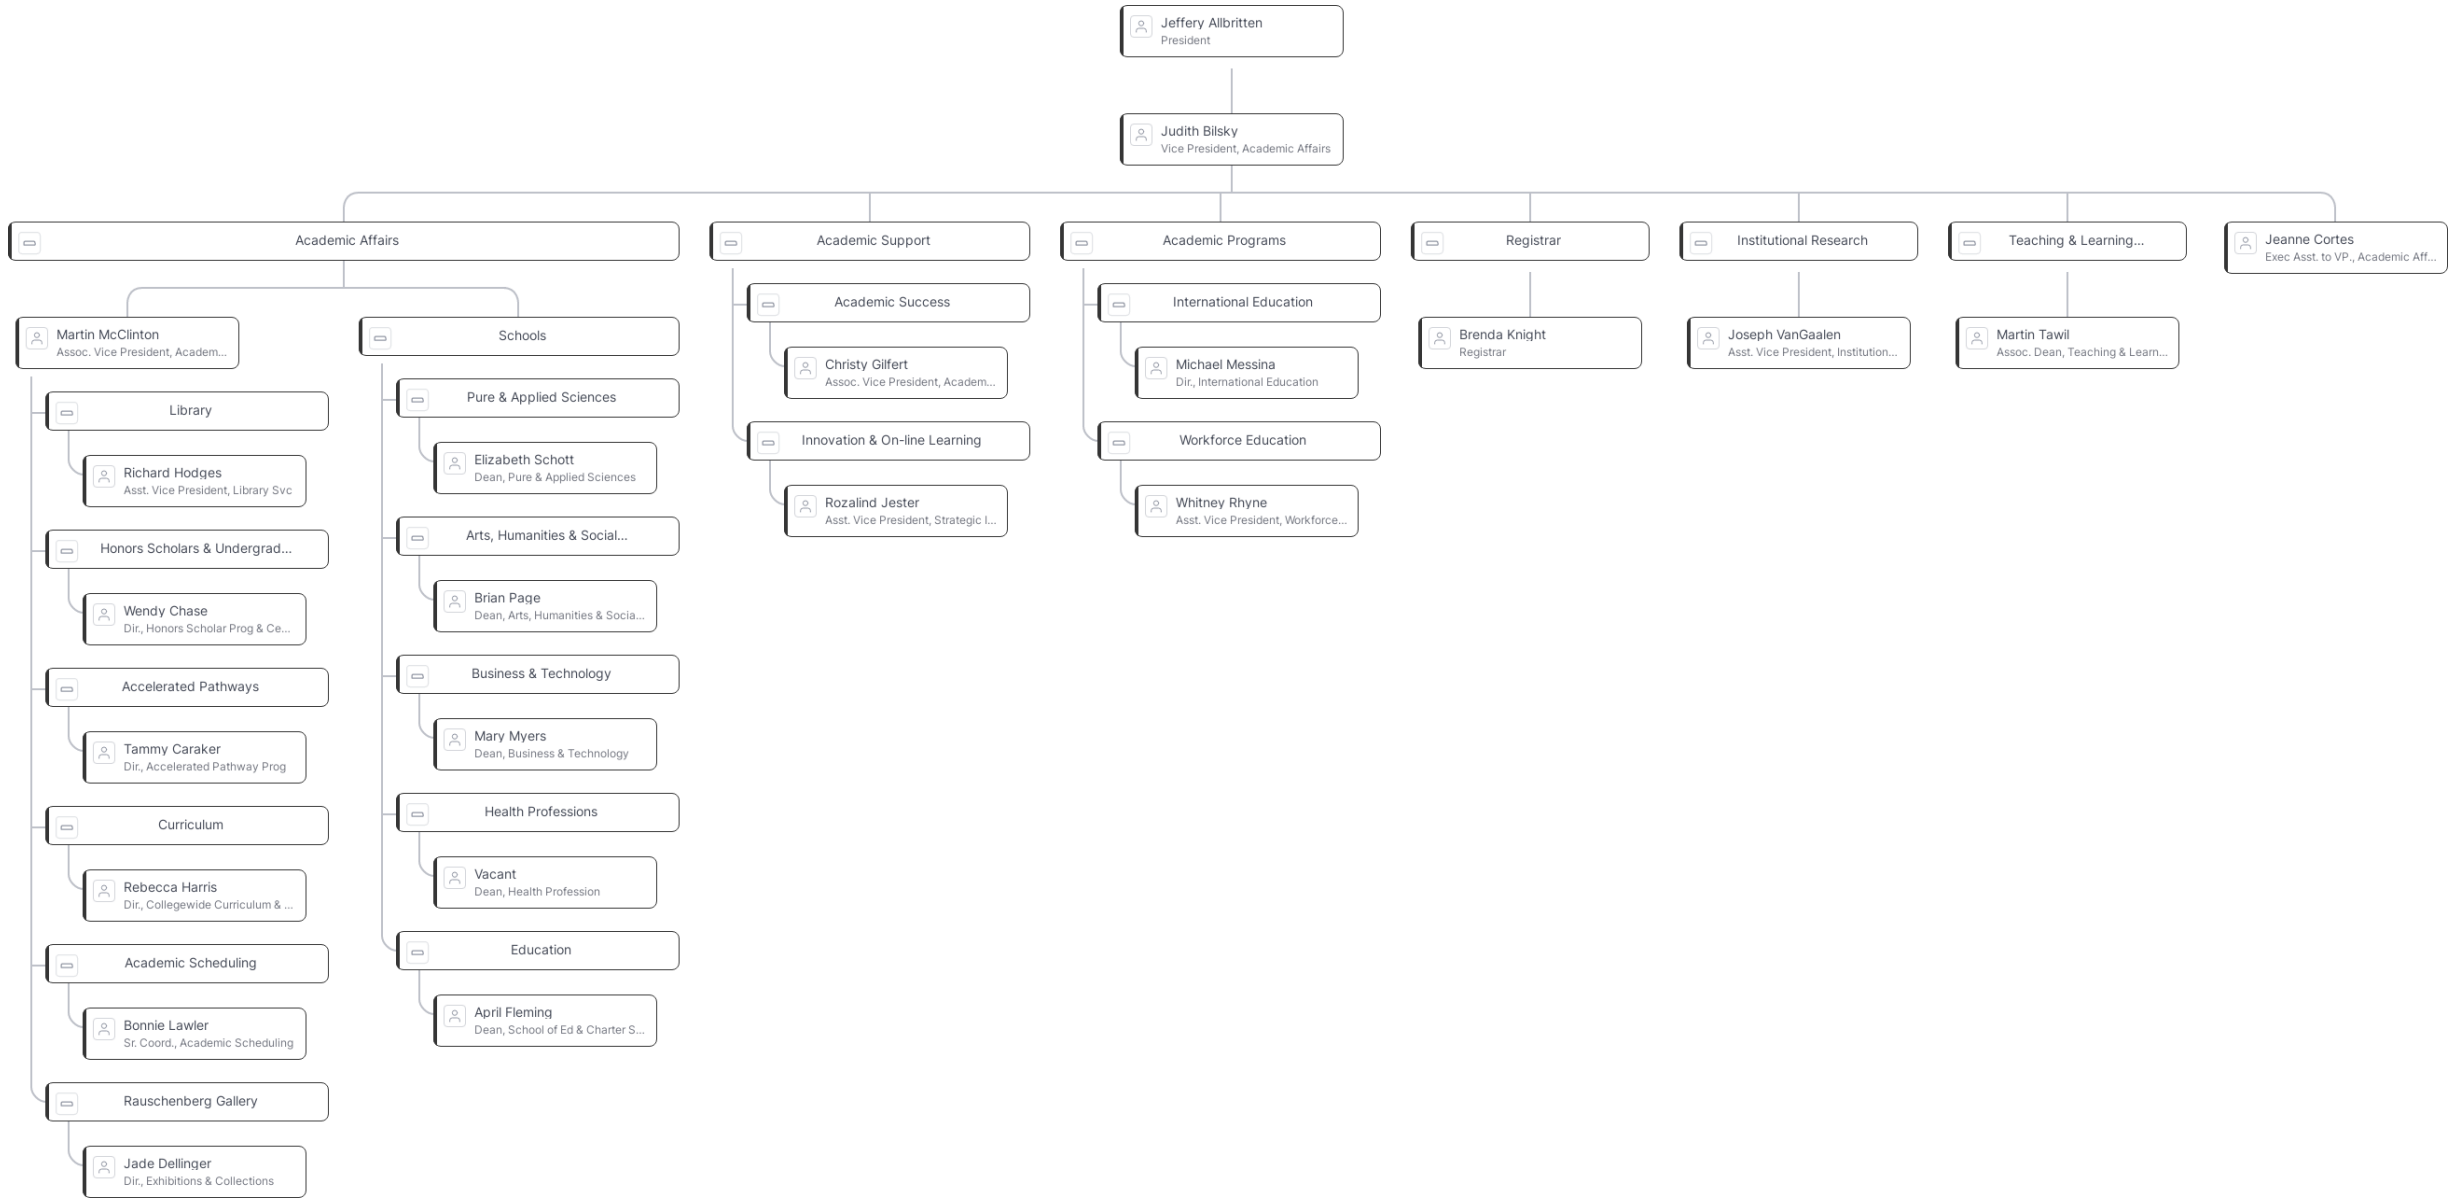 Jeffery Allbritten
President
Judith Bilsky
Vice President, Academic Affairs
Academic Affairs
Martin McClinton
Assoc. Vice President, Academ...
Library
Richard Hodges
Asst. Vice President, Library Svc
Honors Scholars & Undergrad...
Wendy Chase
Dir., Honors Scholar Prog & Ce...
Accelerated Pathways
Tammy Caraker
Dir., Accelerated Pathway Prog
Curriculum
Rebecca Harris
Dir., Collegewide Curriculum & ...
Academic Scheduling
Bonnie Lawler
Sr. Coord., Academic Scheduling
Rauschenberg Gallery
Jade Dellinger
Dir., Exhibitions & Collections
Schools
Pure & Applied Sciences
Elizabeth Schott
Dean, Pure & Applied Sciences
Arts, Humanities & Social...
Brian Page
Dean, Arts, Humanities & Socia...
Business & Technology
Mary Myers
Dean, Business & Technology
Health Professions
Vacant
Dean, Health Profession
Education
April Fleming
Dean, School of Ed & Charter S...
Academic Support
Academic Success
Christy Gilfert
Assoc. Vice President, Academ...
Innovation & On-line Learning
Rozalind Jester
Asst. Vice President, Strategic I...
Academic Programs
International Education
Michael Messina
Dir., International Education
Workforce Education
Whitney Rhyne
Asst. Vice President, Workforce...
Registrar
Brenda Knight
Registrar
Institutional Research
Joseph VanGaalen
Asst. Vice President, Institution...
Teaching & Learning...
Martin Tawil
Assoc. Dean, Teaching & Learn...
Jeanne Cortes
Exec Asst. to VP., Academic Aff...